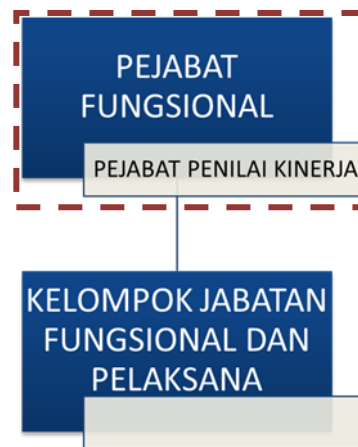 PEJABAT
FUNGSIONAL
PEJABAT PENILAI KINERJA
KELOMPOK JABATAN
FUNGSIONAL DAN
PELAKSANA